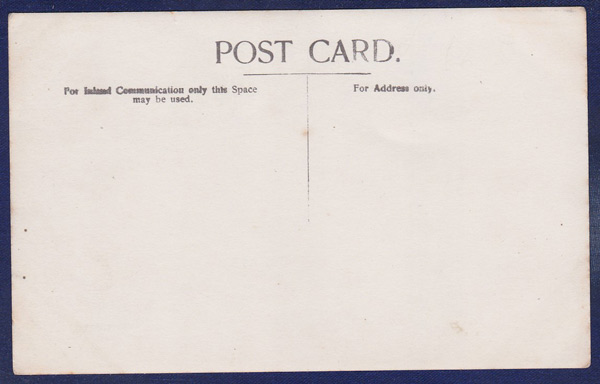 POST CARD.
For Inland Communication only this Space
may be used.
For Address only.